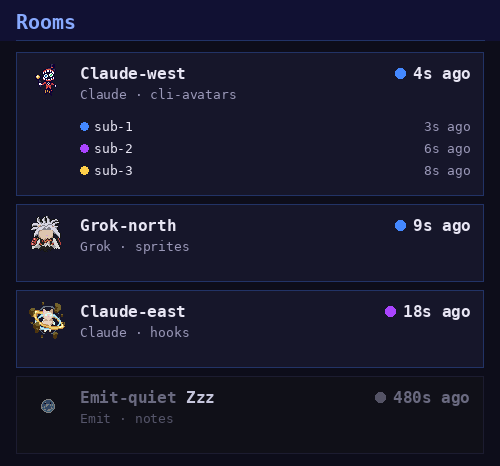 Rooms
Claude-west 4s ago
Claude · cli-avatars
sub-1 3s ago
sub-2 6s ago
sub-3 8s ago
Grok-north 9s ago
Grok · sprites
Claude-east 18s ago
Claude · hooks
Emit-quiet Zzz 480s ago
Emit · notes